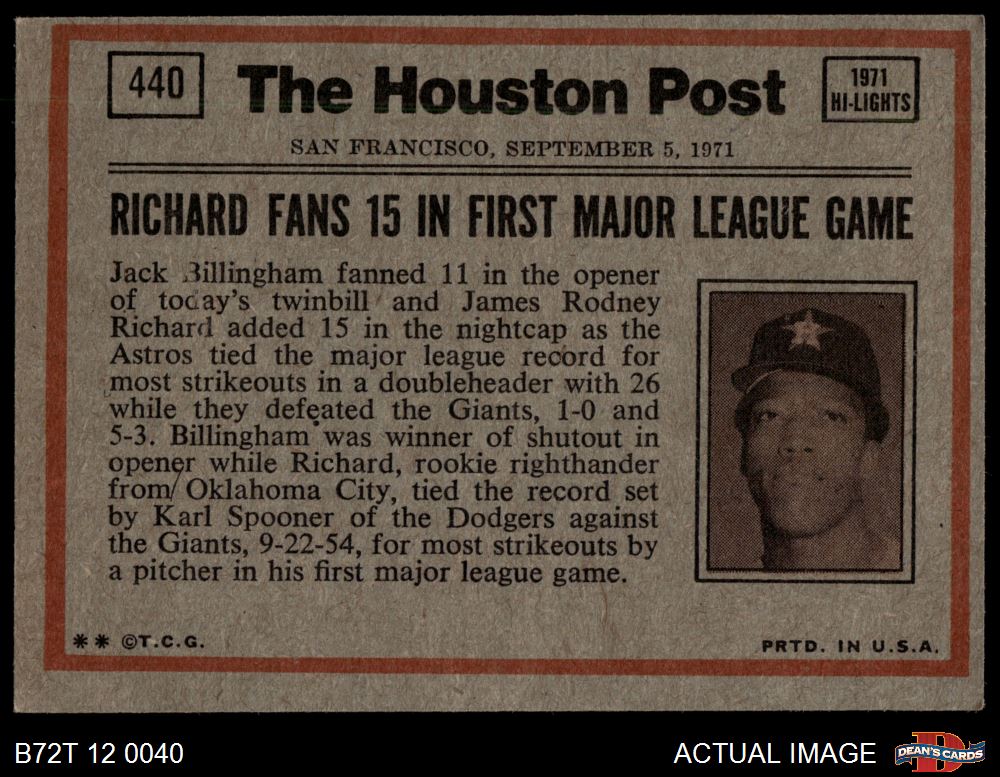 440
The Houston Post
1971
HI-LIGHTS
SAN FRANCISCO, SEPTEMBER 5, 1971
RICHARD FANS 15 IN FIRST MAJOR LEAGUE GAME
Jack Billingham fanned 11 in the opener
of today's twinbill and James Rodney
Richard added 15 in the nightcap as the
Astros tied the major league record for
most strikeouts in a doubleheader with 26
while they defeated the Giants, 1-0 and
5-3. Billingham was winner of shutout in
opener while Richard, rookie righthander
from Oklahoma City, tied the record set
by Karl Spooner of the Dodgers against
the Giants, 9-22-54, for most strikeouts by
a pitcher in his first major league game.
** ©T.C.G.
PRTD. IN U.S.A.
B72T 12 0040
ACTUAL IMAGE
D
DEAN'S CARDS